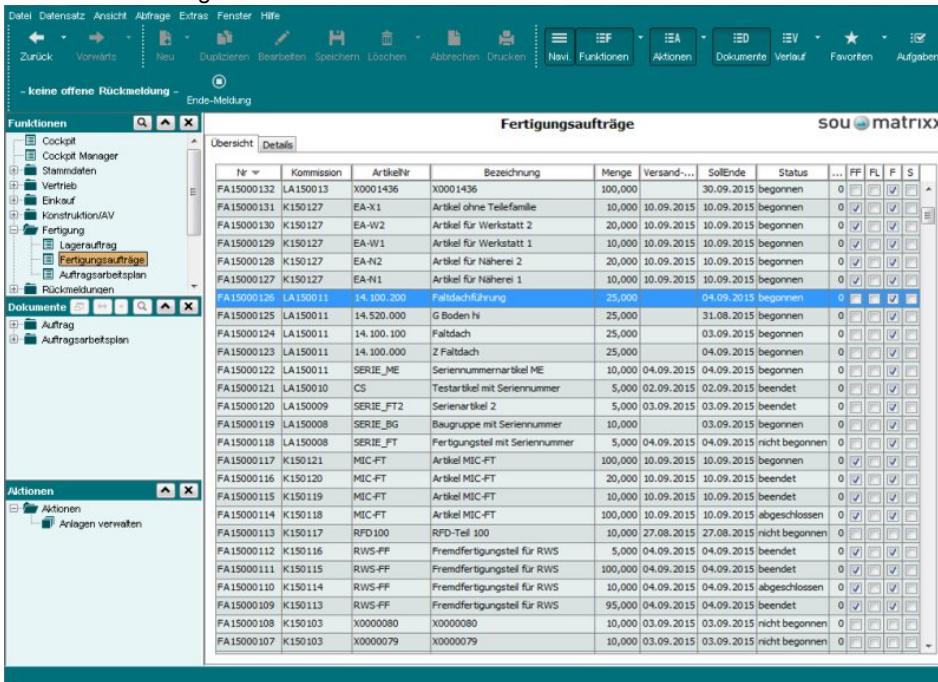 Datei Datensatz Ansicht Abfrage Extras Fenster Hilfe
Zurück Vorwärts Neu Duplizieren Bearbeiten Speichern Löschen Abbrechen Drucken Navi. Funktionen Aktionen Dokumente Verlauf Favoriten Aufgaben
- keine offene Rückmeldung - Ende-Meldung
Funktionen
Cockpit
Cockpit Manager
Stammdaten
Vertrieb
Einkauf
Konstruktion/AV
Fertigung
Lagerauftrag
Fertigungsaufträge
Auftragsarbeitsplan
Rückmeldungen
Dokumente
Auftrag
Auftragsarbeitsplan
Aktionen
Aktionen
Anlagen verwalten
Fertigungsaufträge sou matrixx
Übersicht Details
Nr Kommission ArtikelNr Bezeichnung Menge Versand-... SollEnde Status ... FF FL F S
FA15000132 LA150013 X0001436 X0001436 100,000 30.09.2015 begonnen 0
FA15000131 K150127 EA-X1 Artikel ohne Teilefamilie 10,000 10.09.2015 10.09.2015 begonnen 0
FA15000130 K150127 EA-W2 Artikel für Werkstatt 2 20,000 10.09.2015 10.09.2015 begonnen 0
FA15000129 K150127 EA-W1 Artikel für Werkstatt 1 10,000 10.09.2015 10.09.2015 begonnen 0
FA15000128 K150127 EA-N2 Artikel für Näherei 2 20,000 10.09.2015 10.09.2015 begonnen 0
FA15000127 K150127 EA-N1 Artikel für Näherei 1 10,000 10.09.2015 10.09.2015 begonnen 0
FA15000126 LA150011 14.100.200 Faltdachführung 25,000 04.09.2015 begonnen 0
FA15000125 LA150011 14.520.000 G Boden hi 25,000 31.08.2015 begonnen 0
FA15000124 LA150011 14.100.100 Faltdach 25,000 03.09.2015 begonnen 0
FA15000123 LA150011 14.100.000 Z Faltdach 25,000 04.09.2015 begonnen 0
FA15000122 LA150011 SERIE_ME Seriennummernartikel ME 10,000 04.09.2015 04.09.2015 begonnen 0
FA15000121 LA150010 CS Testartikel mit Seriennummer 5,000 02.09.2015 02.09.2015 beendet 0
FA15000120 LA150009 SERIE_FT2 Serienartikel 2 5,000 03.09.2015 03.09.2015 beendet 0
FA15000119 LA150008 SERIE_BG Baugruppe mit Seriennummer 10,000 03.09.2015 begonnen 0
FA15000118 LA150008 SERIE_FT Fertigungsteil mit Seriennummer 5,000 04.09.2015 04.09.2015 nicht begonnen 0
FA15000117 K150121 MIC-FT Artikel MIC-FT 100,000 10.09.2015 10.09.2015 begonnen 0
FA15000116 K150120 MIC-FT Artikel MIC-FT 20,000 10.09.2015 10.09.2015 begonnen 0
FA15000115 K150119 MIC-FT Artikel MIC-FT 10,000 10.09.2015 10.09.2015 begonnen 0
FA15000114 K150118 MIC-FT Artikel MIC-FT 100,000 10.09.2015 10.09.2015 abgeschlossen 0
FA15000113 K150117 RFD100 RFD-Teil 100 10,000 27.08.2015 27.08.2015 nicht begonnen 0
FA15000112 K150116 RWS-FF Fremdfertigungsteil für RWS 5,000 04.09.2015 04.09.2015 beendet 0
FA15000111 K150115 RWS-FF Fremdfertigungsteil für RWS 100,000 04.09.2015 04.09.2015 beendet 0
FA15000110 K150114 RWS-FF Fremdfertigungsteil für RWS 10,000 04.09.2015 04.09.2015 abgeschlossen 0
FA15000109 K150113 RWS-FF Fremdfertigungsteil für RWS 95,000 04.09.2015 04.09.2015 beendet 0
FA15000108 K150103 X0000080 X0000080 10,000 03.09.2015 03.09.2015 nicht begonnen 0
FA15000107 K150103 X0000079 X0000079 10,000 03.09.2015 03.09.2015 nicht begonnen 0